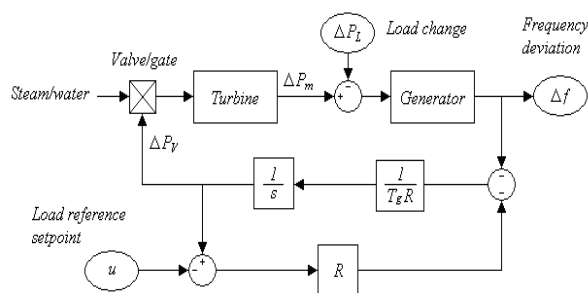 Frequency
deviation
Load change
ΔP_L
Valve/gate
Steam/water
Turbine
ΔP_m
+
-
Generator
Δf
ΔP_V
1
s
1
T_g R
-
-
Load reference
setpoint
u
-
+
R